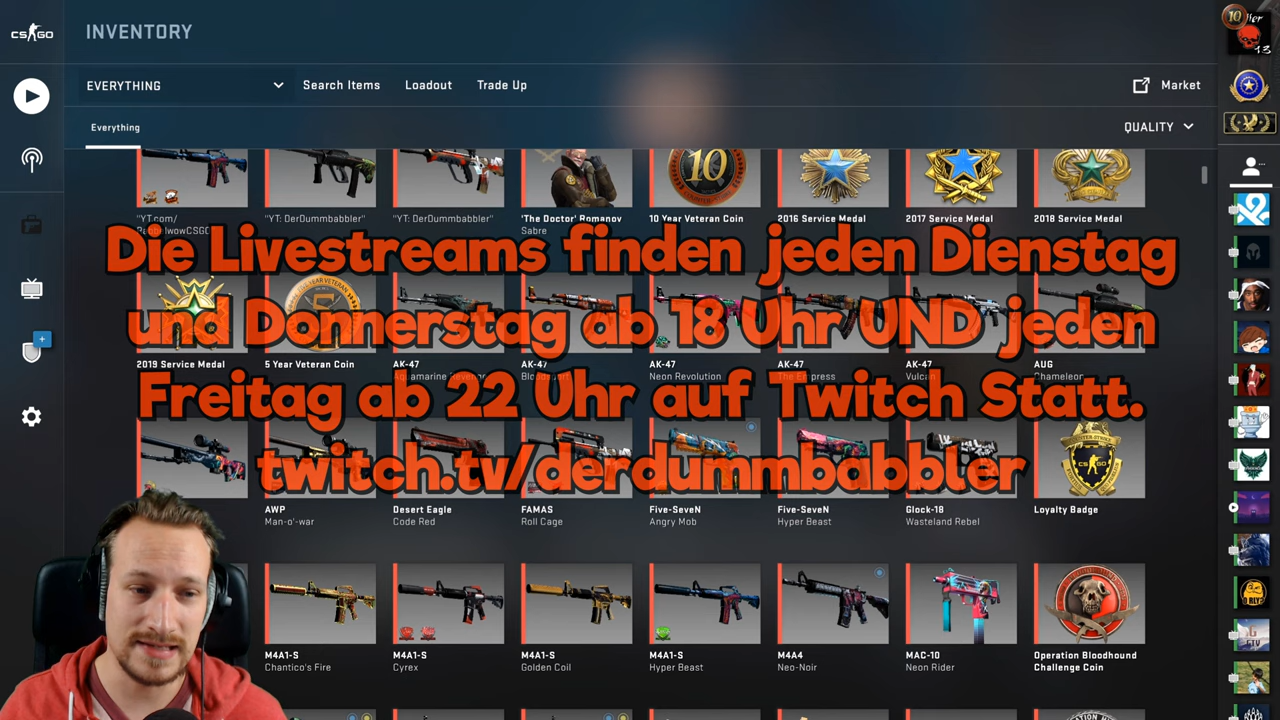 CS:GO
INVENTORY
EVERYTHING
Search Items
Loadout
Trade Up
Market
Everything
QUALITY
"YT.com/
"YT: DerDummbabbler"
"YT: DerDummbabbler"
'The Doctor' Romanov
Sabre
10 Year Veteran Coin
2016 Service Medal
2017 Service Medal
2018 Service Medal
Die Livestreams finden jeden Dienstag
und Donnerstag ab 18 Uhr UND jeden
Freitag ab 22 Uhr auf Twitch Statt.
twitch.tv/derdummbabbler
2019 Service Medal
5 Year Veteran Coin
AK-47
AK-47
AK-47
Neon Revolution
AK-47
The Empress
AK-47
Vulcan
AUG
Chameleon
AWP
Man-o'-war
Desert Eagle
Code Red
FAMAS
Roll Cage
Five-SeveN
Angry Mob
Five-SeveN
Hyper Beast
Glock-18
Wasteland Rebel
Loyalty Badge
M4A1-S
Chantico's Fire
M4A1-S
Cyrex
M4A1-S
Golden Coil
M4A1-S
Hyper Beast
M4A4
Neo-Noir
MAC-10
Neon Rider
Operation Bloodhound
Challenge Coin
10
13